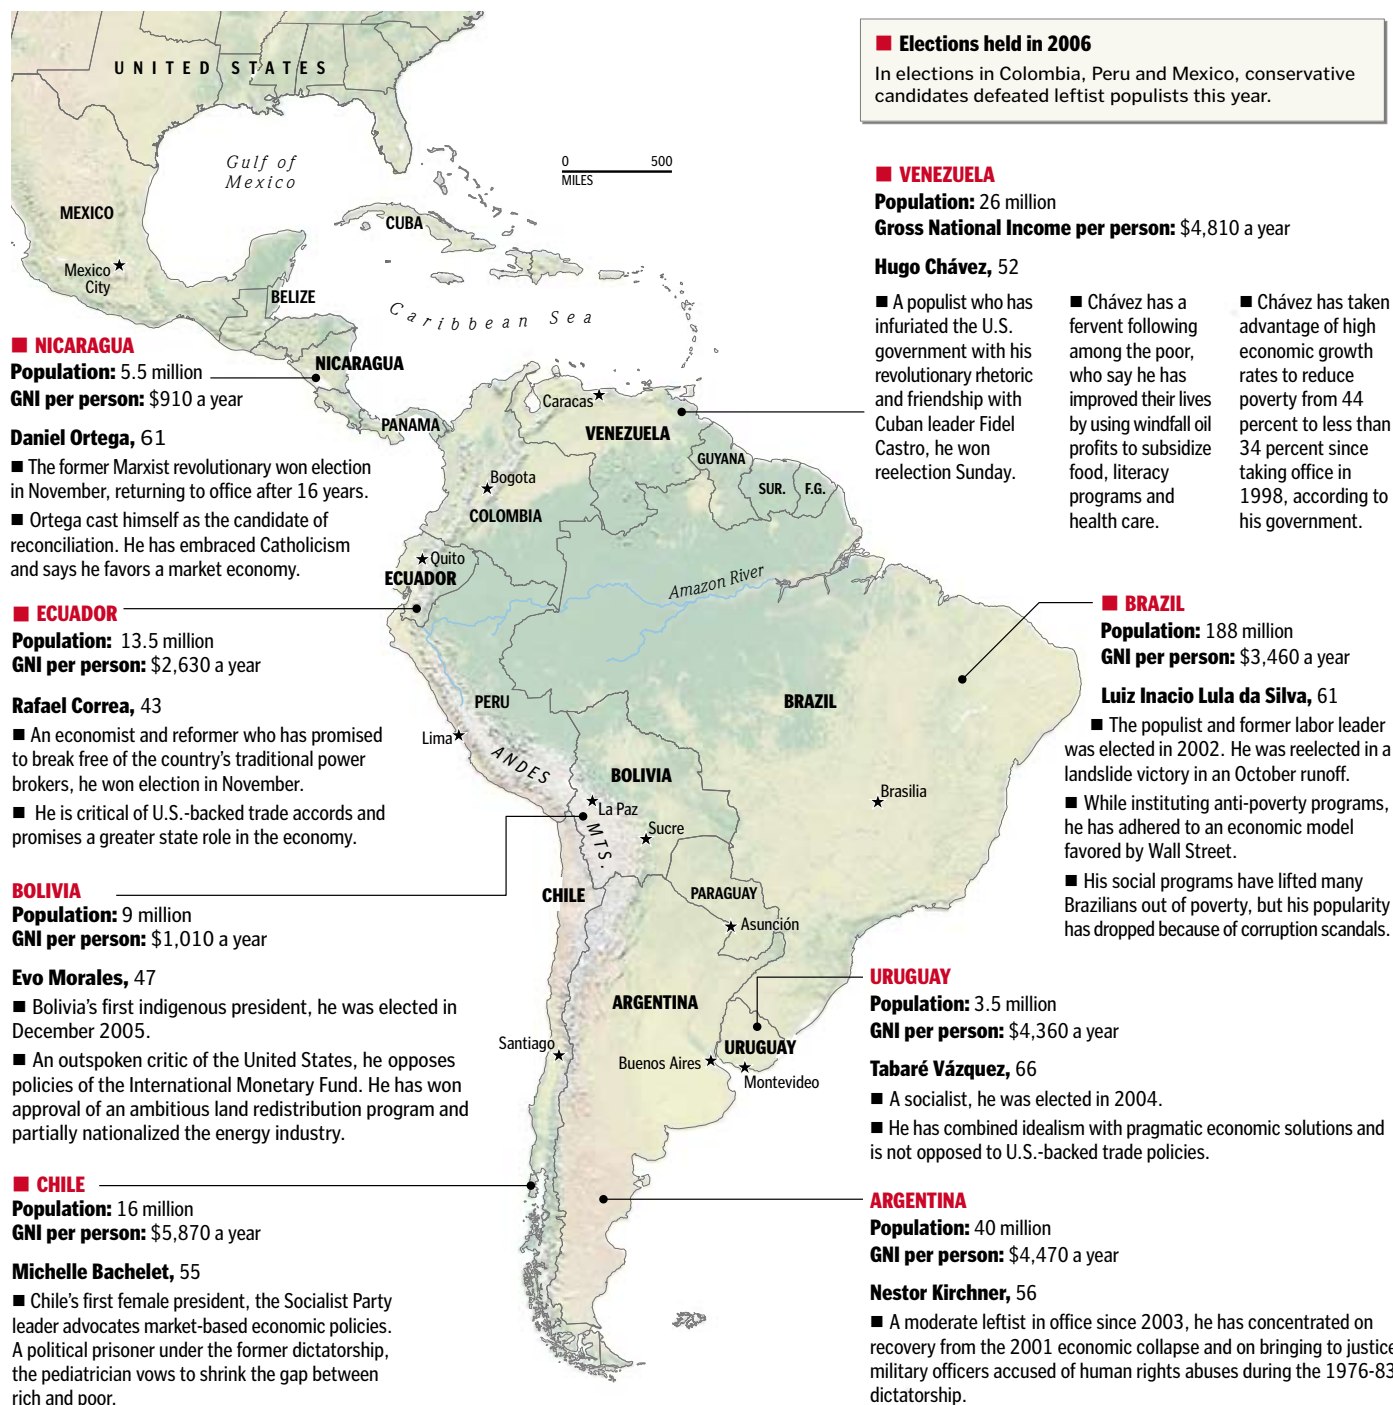 ■ Elections held in 2006
In elections in Colombia, Peru and Mexico, conservative
candidates defeated leftist populists this year.
UNITED STATES
Gulf of
Mexico
0 500
MILES
MEXICO
Mexico
City
CUBA
BELIZE
Caribbean Sea
NICARAGUA
PANAMA
Caracas
VENEZUELA
GUYANA
SUR.
F.G.
Bogota
COLOMBIA
Quito
ECUADOR
Amazon River
PERU
BRAZIL
Lima
ANDES
MTS.
BOLIVIA
La Paz
Sucre
Brasilia
CHILE
PARAGUAY
Asunción
ARGENTINA
Santiago
Buenos Aires
URUGUAY
Montevideo
■ NICARAGUA
Population: 5.5 million
GNI per person: $910 a year
Daniel Ortega, 61
■ The former Marxist revolutionary won election
in November, returning to office after 16 years.
■ Ortega cast himself as the candidate of
reconciliation. He has embraced Catholicism
and says he favors a market economy.
■ ECUADOR
Population: 13.5 million
GNI per person: $2,630 a year
Rafael Correa, 43
■ An economist and reformer who has promised
to break free of the country's traditional power
brokers, he won election in November.
■ He is critical of U.S.-backed trade accords and
promises a greater state role in the economy.
BOLIVIA
Population: 9 million
GNI per person: $1,010 a year
Evo Morales, 47
■ Bolivia's first indigenous president, he was elected in
December 2005.
■ An outspoken critic of the United States, he opposes
policies of the International Monetary Fund. He has won
approval of an ambitious land redistribution program and
partially nationalized the energy industry.
■ CHILE
Population: 16 million
GNI per person: $5,870 a year
Michelle Bachelet, 55
■ Chile's first female president, the Socialist Party
leader advocates market-based economic policies.
A political prisoner under the former dictatorship,
the pediatrician vows to shrink the gap between
rich and poor.
■ VENEZUELA
Population: 26 million
Gross National Income per person: $4,810 a year
Hugo Chávez, 52
■ A populist who has
infuriated the U.S.
government with his
revolutionary rhetoric
and friendship with
Cuban leader Fidel
Castro, he won
reelection Sunday.
■ Chávez has a
fervent following
among the poor,
who say he has
improved their lives
by using windfall oil
profits to subsidize
food, literacy
programs and
health care.
■ Chávez has taken
advantage of high
economic growth
rates to reduce
poverty from 44
percent to less than
34 percent since
taking office in
1998, according to
his government.
■ BRAZIL
Population: 188 million
GNI per person: $3,460 a year
Luiz Inacio Lula da Silva, 61
■ The populist and former labor leader
was elected in 2002. He was reelected in a
landslide victory in an October runoff.
■ While instituting anti-poverty programs,
he has adhered to an economic model
favored by Wall Street.
■ His social programs have lifted many
Brazilians out of poverty, but his popularity
has dropped because of corruption scandals.
URUGUAY
Population: 3.5 million
GNI per person: $4,360 a year
Tabaré Vázquez, 66
■ A socialist, he was elected in 2004.
■ He has combined idealism with pragmatic economic solutions and
is not opposed to U.S.-backed trade policies.
ARGENTINA
Population: 40 million
GNI per person: $4,470 a year
Nestor Kirchner, 56
■ A moderate leftist in office since 2003, he has concentrated on
recovery from the 2001 economic collapse and on bringing to justice
military officers accused of human rights abuses during the 1976-83
dictatorship.